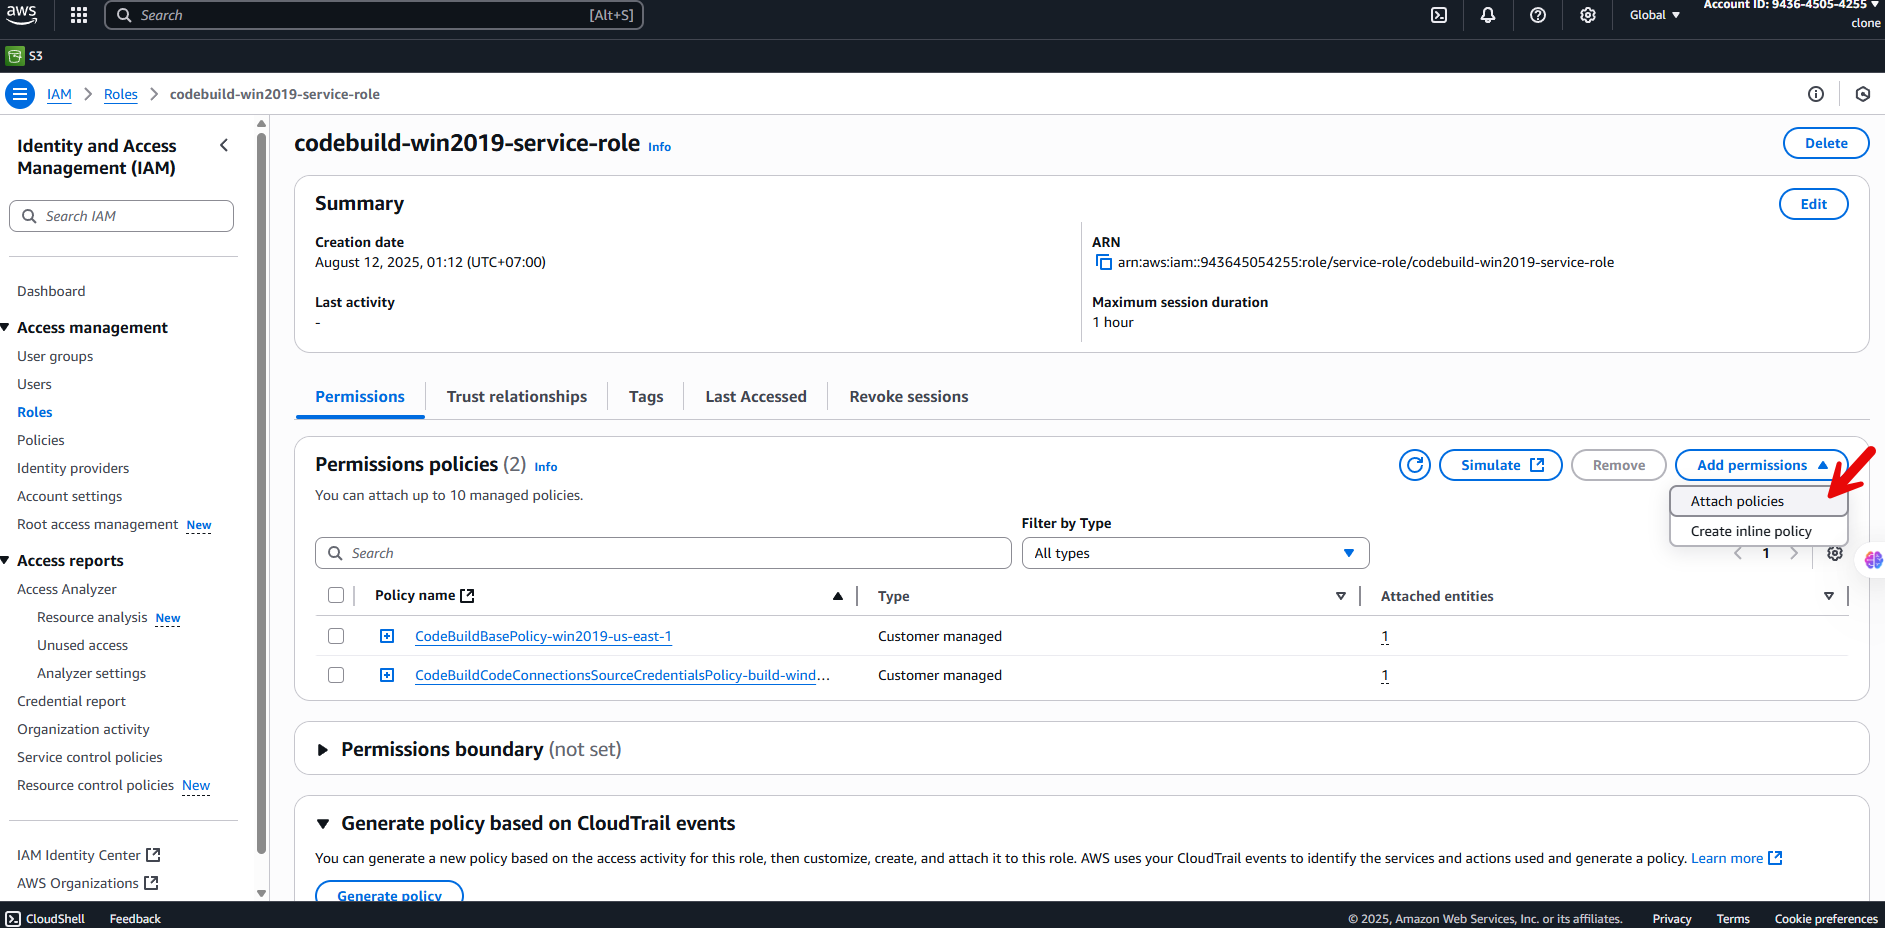 aws
Search
[Alt+S]
Global
Account ID: 9436-4505-4255
clone
S3
IAM
Roles
codebuild-win2019-service-role
Identity and Access Management (IAM)
Search IAM
Dashboard
Access management
User groups
Users
Roles
Policies
Identity providers
Account settings
Root access management New
Access reports
Access Analyzer
Resource analysis New
Unused access
Analyzer settings
Credential report
Organization activity
Service control policies
Resource control policies New
IAM Identity Center
AWS Organizations
codebuild-win2019-service-role Info
Delete
Summary
Edit
Creation date
August 12, 2025, 01:12 (UTC+07:00)
ARN
arn:aws:iam::943645054255:role/service-role/codebuild-win2019-service-role
Last activity
-
Maximum session duration
1 hour
Permissions
Trust relationships
Tags
Last Accessed
Revoke sessions
Permissions policies (2) Info
Simulate
Remove
Add permissions
You can attach up to 10 managed policies.
Attach policies
Create inline policy
Filter by Type
Search
All types
1
Policy name
Type
Attached entities
CodeBuildBasePolicy-win2019-us-east-1
Customer managed
1
CodeBuildCodeConnectionsSourceCredentialsPolicy-build-wind...
Customer managed
1
Permissions boundary (not set)
Generate policy based on CloudTrail events
You can generate a new policy based on the access activity for this role, then customize, create, and attach it to this role. AWS uses your CloudTrail events to identify the services and actions used and generate a policy. Learn more
Generate policy
CloudShell
Feedback
© 2025, Amazon Web Services, Inc. or its affiliates.
Privacy
Terms
Cookie preferences